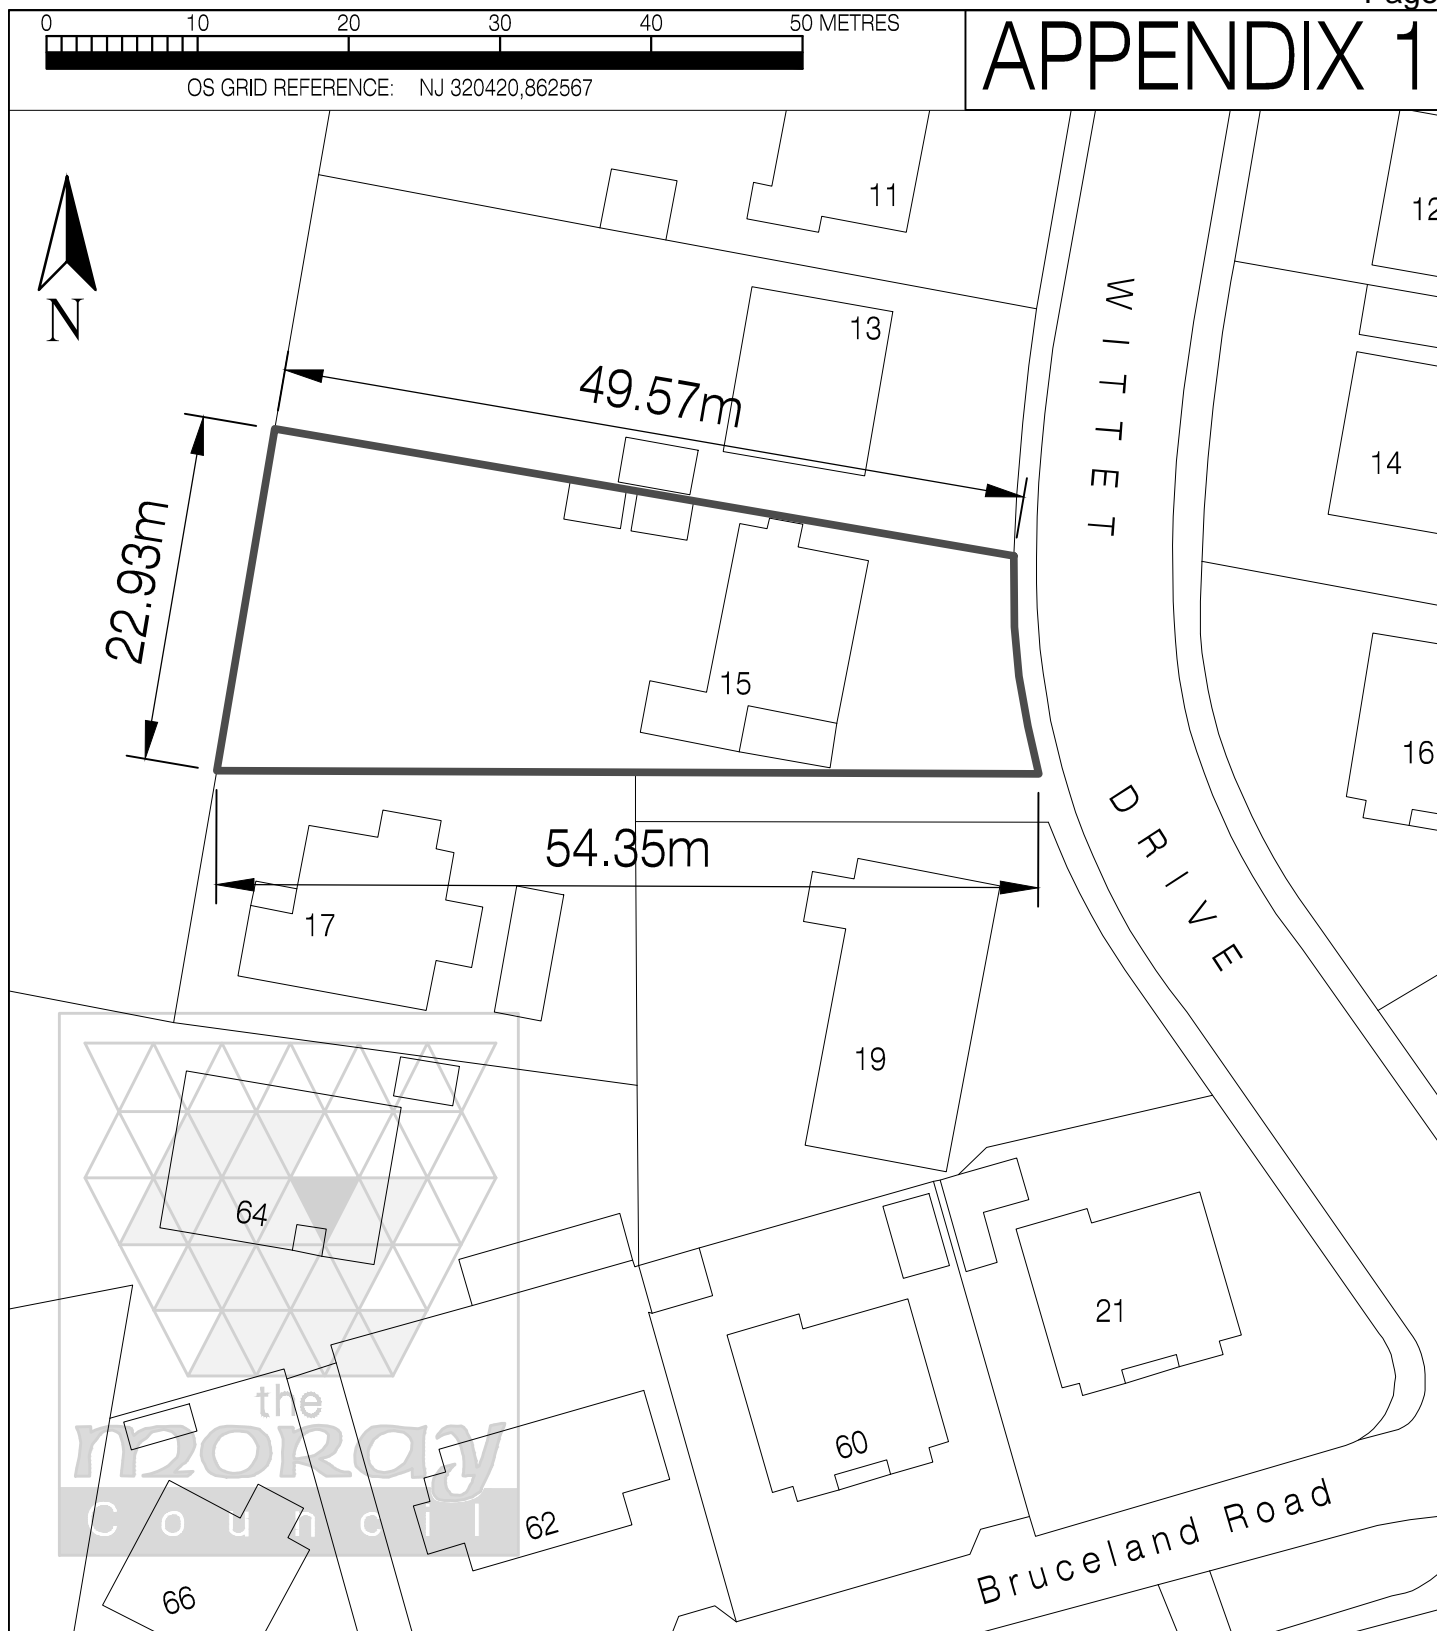 Page
0 10 20 30 40 50 METRES
OS GRID REFERENCE: NJ 320420,862567
APPENDIX 1
N
11
12
13
WITTET
49.57m
14
22.93m
15
16
DRIVE
54.35m
17
19
64
21
the
moray
Council
60
62
Bruceland Road
66